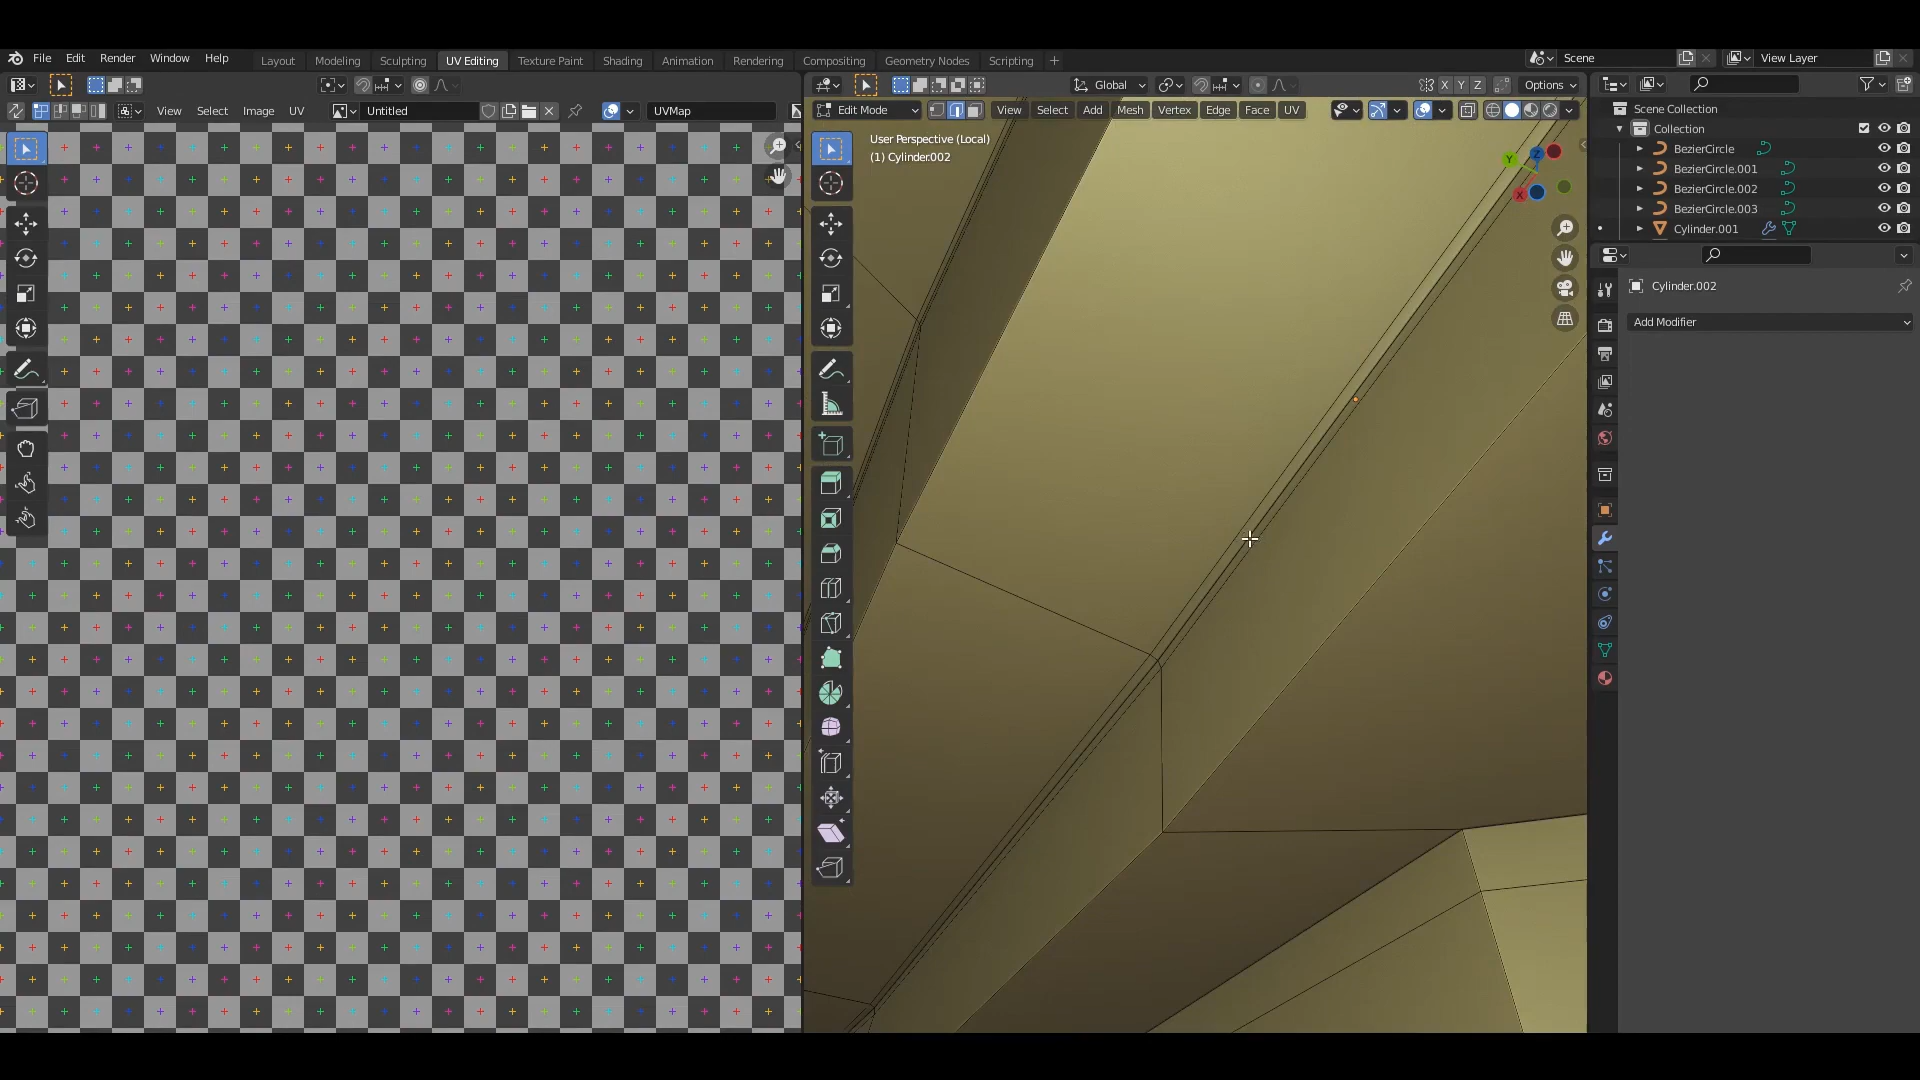 File Edit Render Window Help Layout Modeling Sculpting UV Editing Texture Paint Shading Animation Rendering Compositing Geometry Nodes Scripting + Scene View Layer
Global X Y Z Options
View Select Image UV Untitled UVMap Edit Mode View Select Add Mesh Vertex Edge Face UV
Scene Collection
Collection
BezierCircle
BezierCircle.001
BezierCircle.002
BezierCircle.003
Cylinder.001
User Perspective (Local)
(1) Cylinder.002
Y Z
X
Cylinder.002
Add Modifier